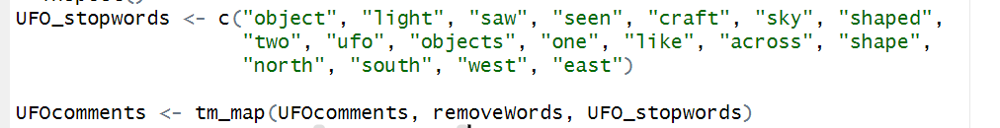 UFO_stopwords <- c("object", "light", "saw", "seen", "craft", "sky", "shaped",
"two", "ufo", "objects", "one", "like", "across", "shape",
"north", "south", "west", "east")
UFOcomments <- tm_map(UFOcomments, removeWords, UFO_stopwords)